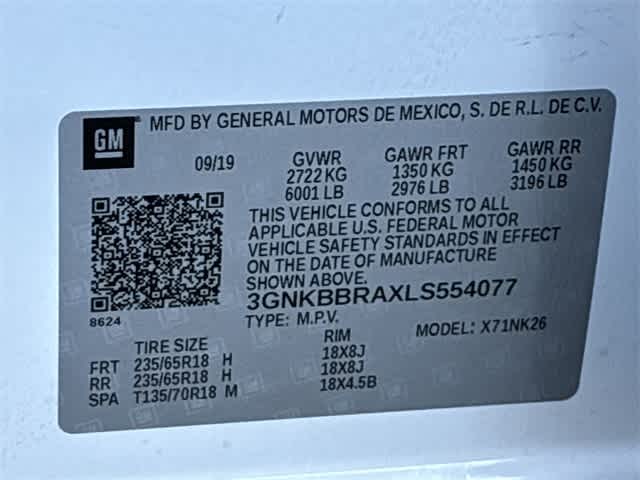 GM MFD BY GENERAL MOTORS DE MEXICO, S. DE R.L. DE C.V.
09/19 GVWR GAWR FRT GAWR RR
2722 KG 1350 KG 1450 KG
6001 LB 2976 LB 3196 LB
THIS VEHICLE CONFORMS TO ALL
APPLICABLE U.S. FEDERAL MOTOR
VEHICLE SAFETY STANDARDS IN EFFECT
ON THE DATE OF MANUFACTURE
SHOWN ABOVE.
3GNKBBRAXLS554077
8624
TYPE: M.P.V. MODEL: X71NK26
TIRE SIZE RIM
FRT 235/65R18 H 18X8J
RR 235/65R18 H 18X8J
SPA T135/70R18 M 18X4.5B